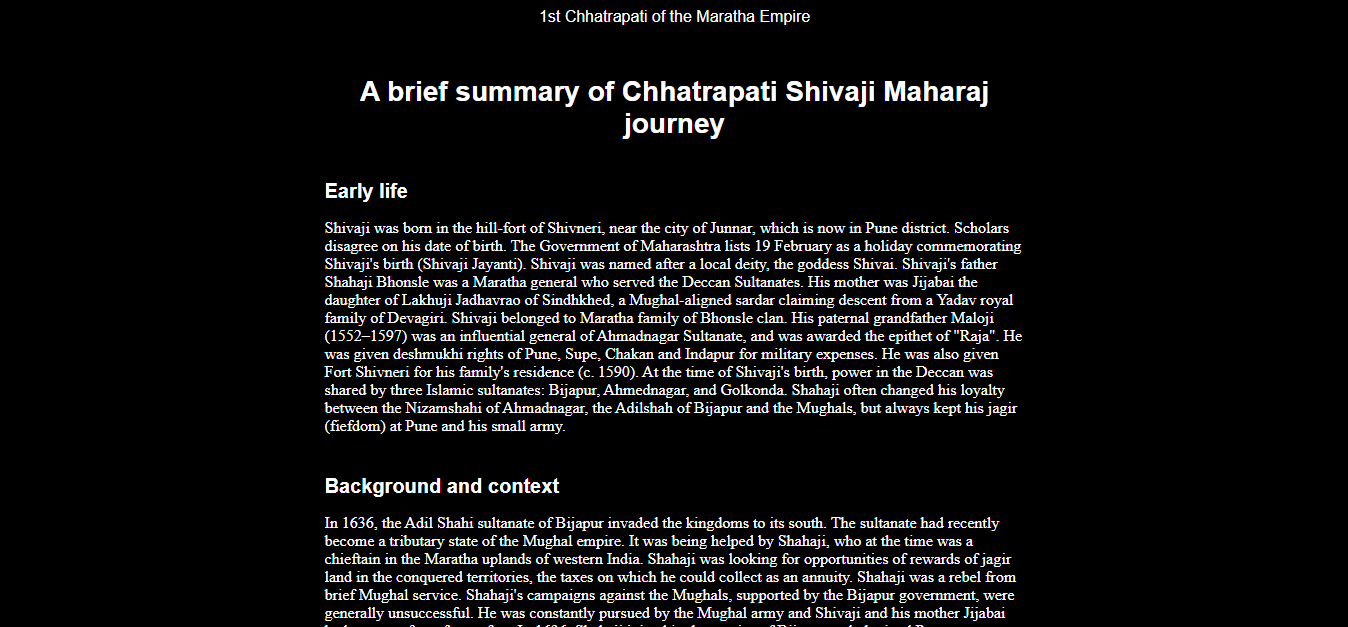 1st Chhatrapati of the Maratha Empire
A brief summary of Chhatrapati Shivaji Maharaj
journey
Early life
Shivaji was born in the hill-fort of Shivneri, near the city of Junnar, which is now in Pune district. Scholars
disagree on his date of birth. The Government of Maharashtra lists 19 February as a holiday commemorating
Shivaji's birth (Shivaji Jayanti). Shivaji was named after a local deity, the goddess Shivai. Shivaji's father
Shahaji Bhonsle was a Maratha general who served the Deccan Sultanates. His mother was Jijabai the
daughter of Lakhuji Jadhavrao of Sindhkhed, a Mughal-aligned sardar claiming descent from a Yadav royal
family of Devagiri. Shivaji belonged to Maratha family of Bhonsle clan. His paternal grandfather Maloji
(1552–1597) was an influential general of Ahmadnagar Sultanate, and was awarded the epithet of "Raja". He
was given deshmukhi rights of Pune, Supe, Chakan and Indapur for military expenses. He was also given
Fort Shivneri for his family's residence (c. 1590). At the time of Shivaji's birth, power in the Deccan was
shared by three Islamic sultanates: Bijapur, Ahmednagar, and Golkonda. Shahaji often changed his loyalty
between the Nizamshahi of Ahmadnagar, the Adilshah of Bijapur and the Mughals, but always kept his jagir
(fiefdom) at Pune and his small army.
Background and context
In 1636, the Adil Shahi sultanate of Bijapur invaded the kingdoms to its south. The sultanate had recently
become a tributary state of the Mughal empire. It was being helped by Shahaji, who at the time was a
chieftain in the Maratha uplands of western India. Shahaji was looking for opportunities of rewards of jagir
land in the conquered territories, the taxes on which he could collect as an annuity. Shahaji was a rebel from
brief Mughal service. Shahaji's campaigns against the Mughals, supported by the Bijapur government, were
generally unsuccessful. He was constantly pursued by the Mughal army and Shivaji and his mother Jijabai